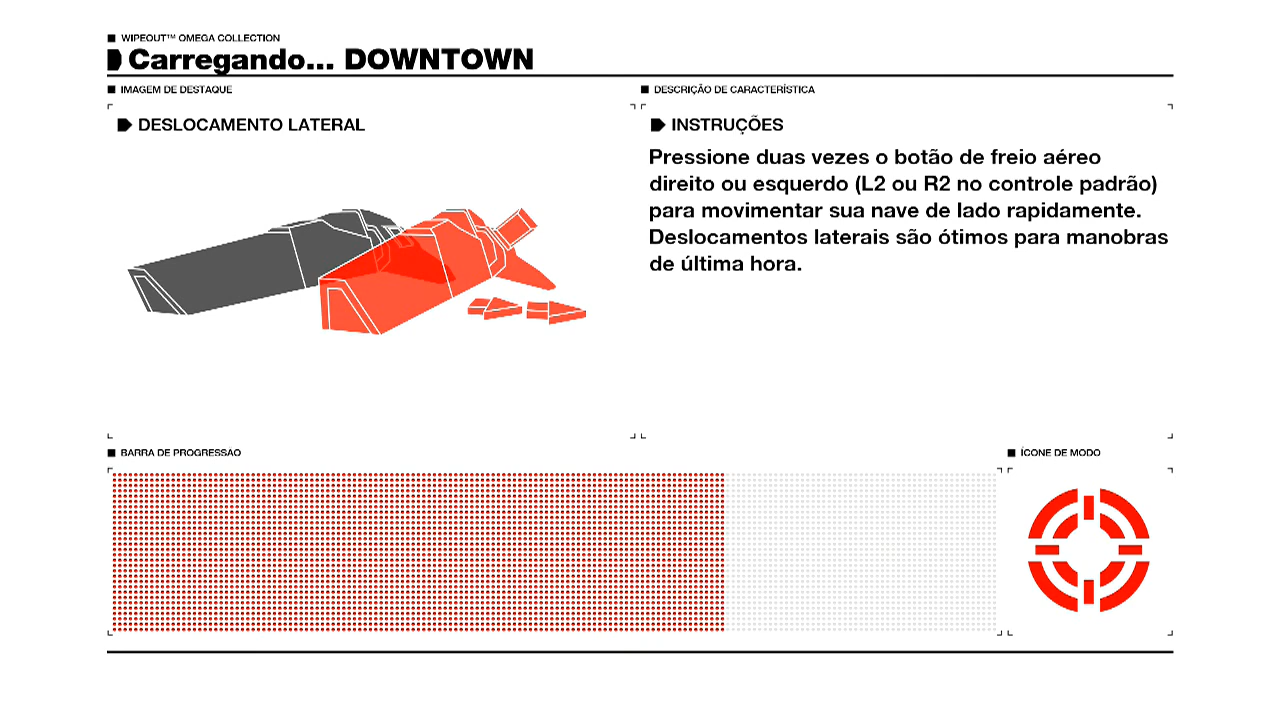 WIPEOUT™ OMEGA COLLECTION
Carregando... DOWNTOWN
IMAGEM DE DESTAQUE
DESLOCAMENTO LATERAL
DESCRIÇÃO DE CARACTERÍSTICA
INSTRUÇÕES
Pressione duas vezes o botão de freio aéreo
direito ou esquerdo (L2 ou R2 no controle padrão)
para movimentar sua nave de lado rapidamente.
Deslocamentos laterais são ótimos para manobras
de última hora.
BARRA DE PROGRESSÃO
ÍCONE DE MODO